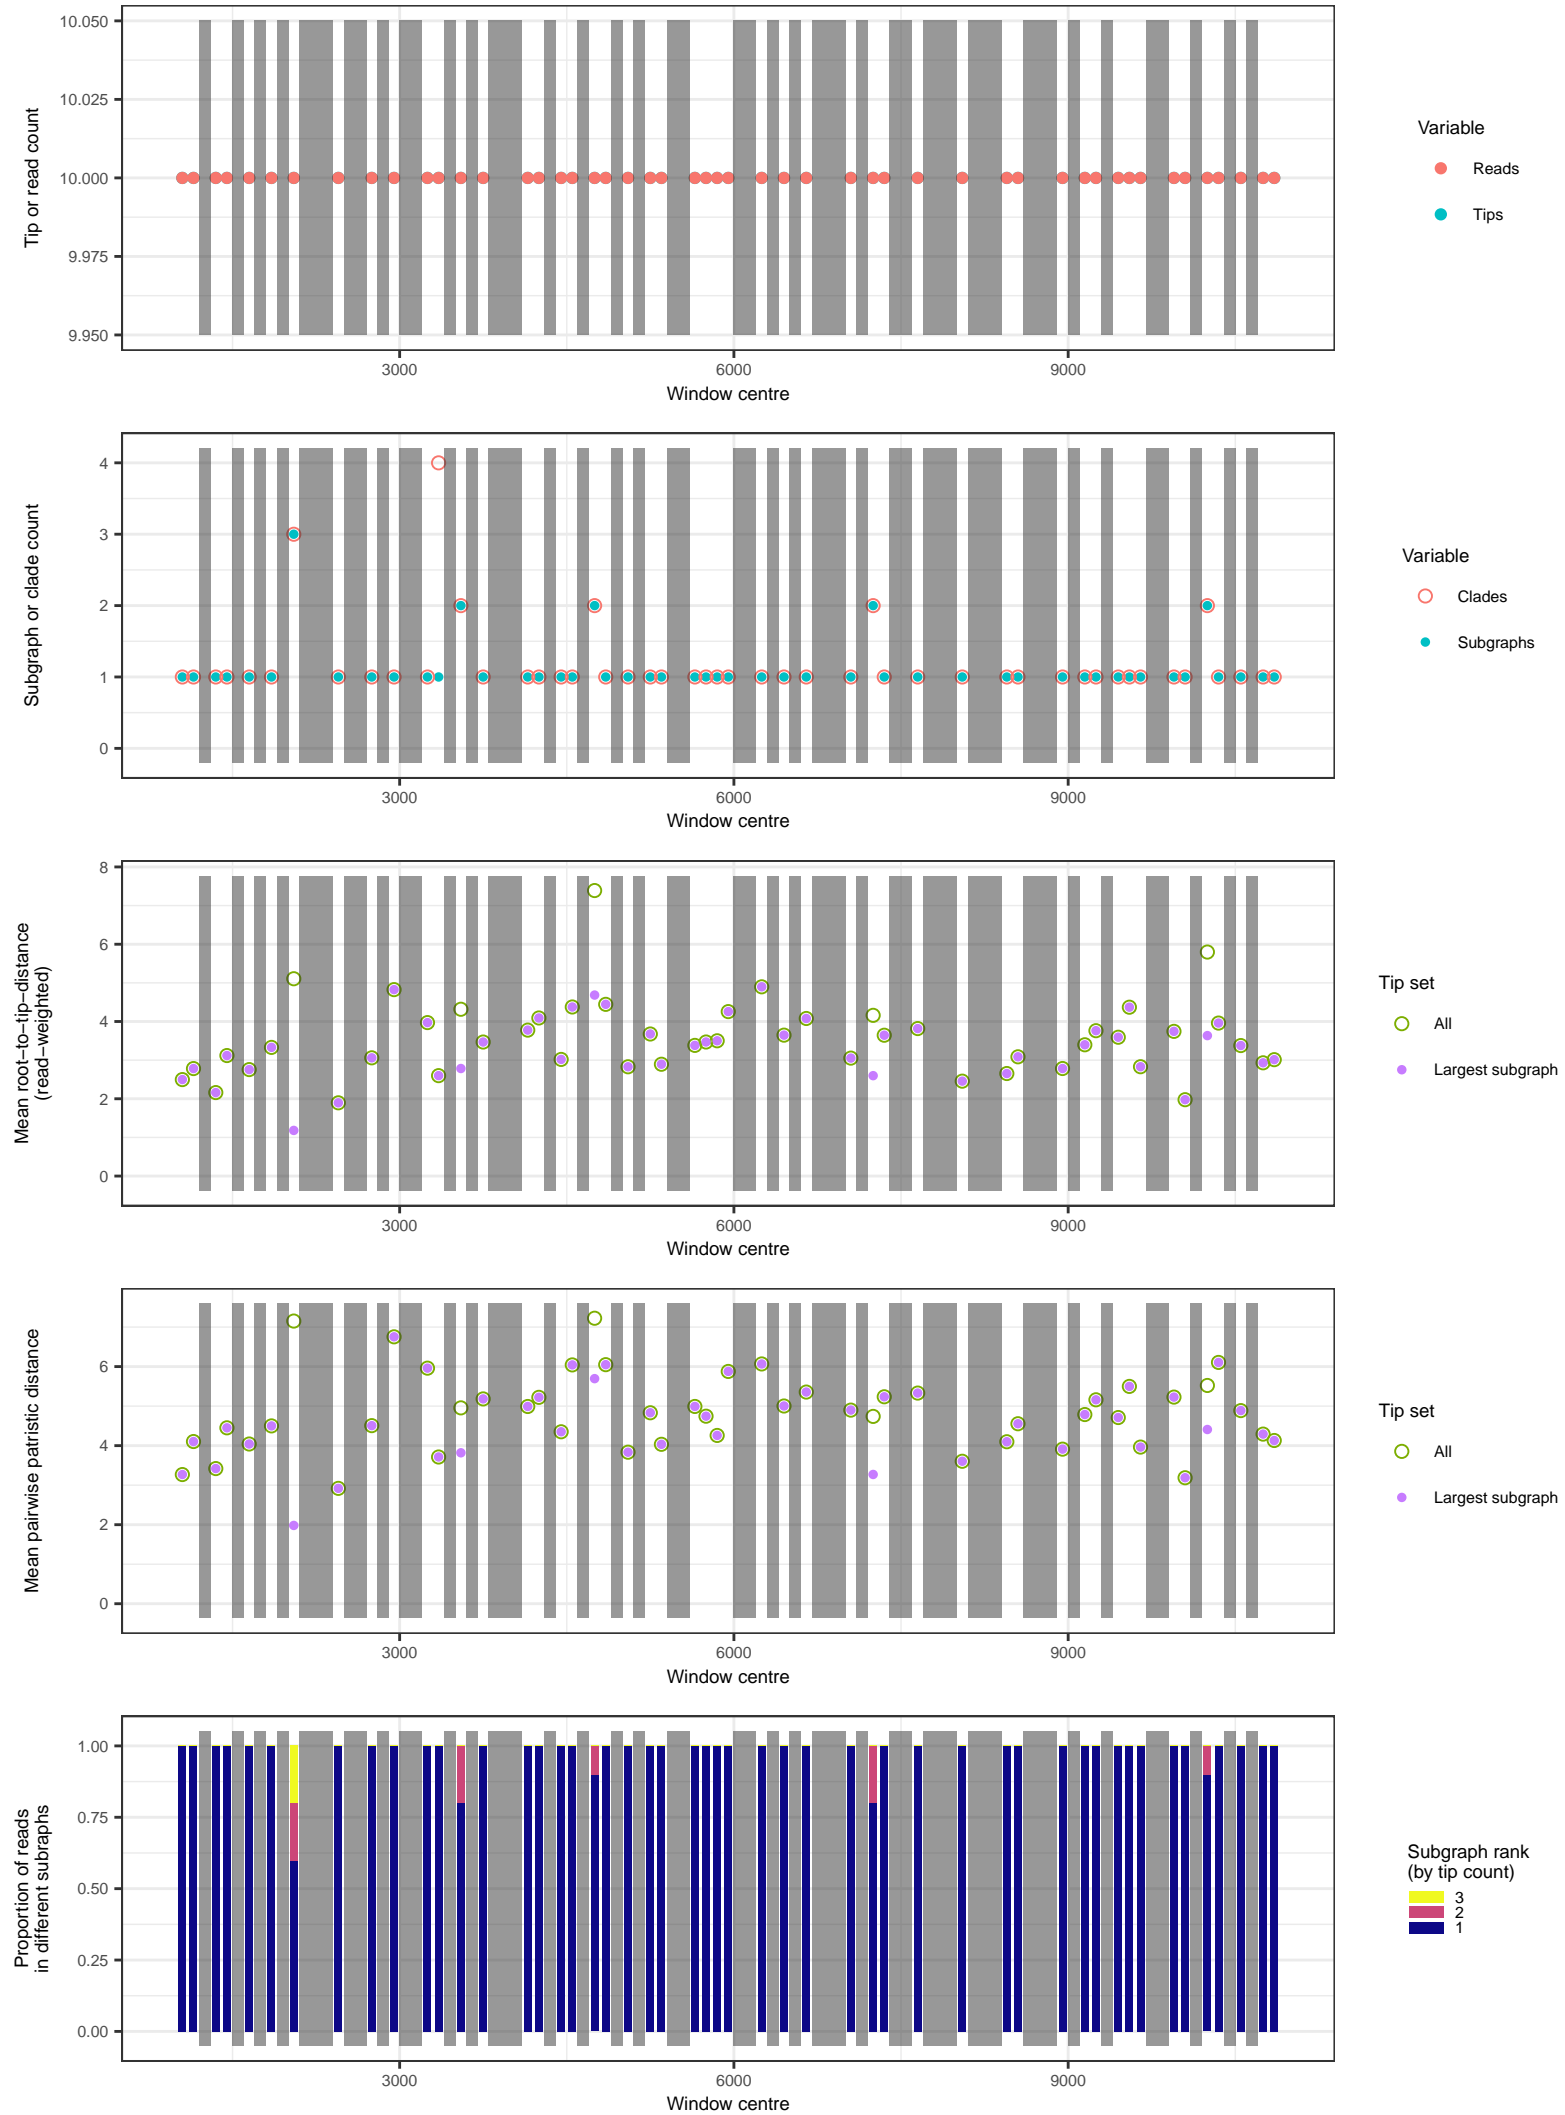 10.050
10.025
10.000
9.975
9.950
Tip or read count
3000
6000
9000
Window centre
Variable
Reads
Tips
4
3
2
1
0
Subgraph or clade count
3000
6000
9000
Window centre
Variable
Clades
Subgraphs
8
6
4
2
0
Mean root−to−tip−distance
(read−weighted)
3000
6000
9000
Window centre
Tip set
All
Largest subgraph
6
4
2
0
Mean pairwise patristic distance
3000
6000
9000
Window centre
Tip set
All
Largest subgraph
1.00
0.75
0.50
0.25
0.00
Proportion of reads
in different subraphs
3000
6000
9000
Window centre
Subgraph rank
(by tip count)
3
2
1